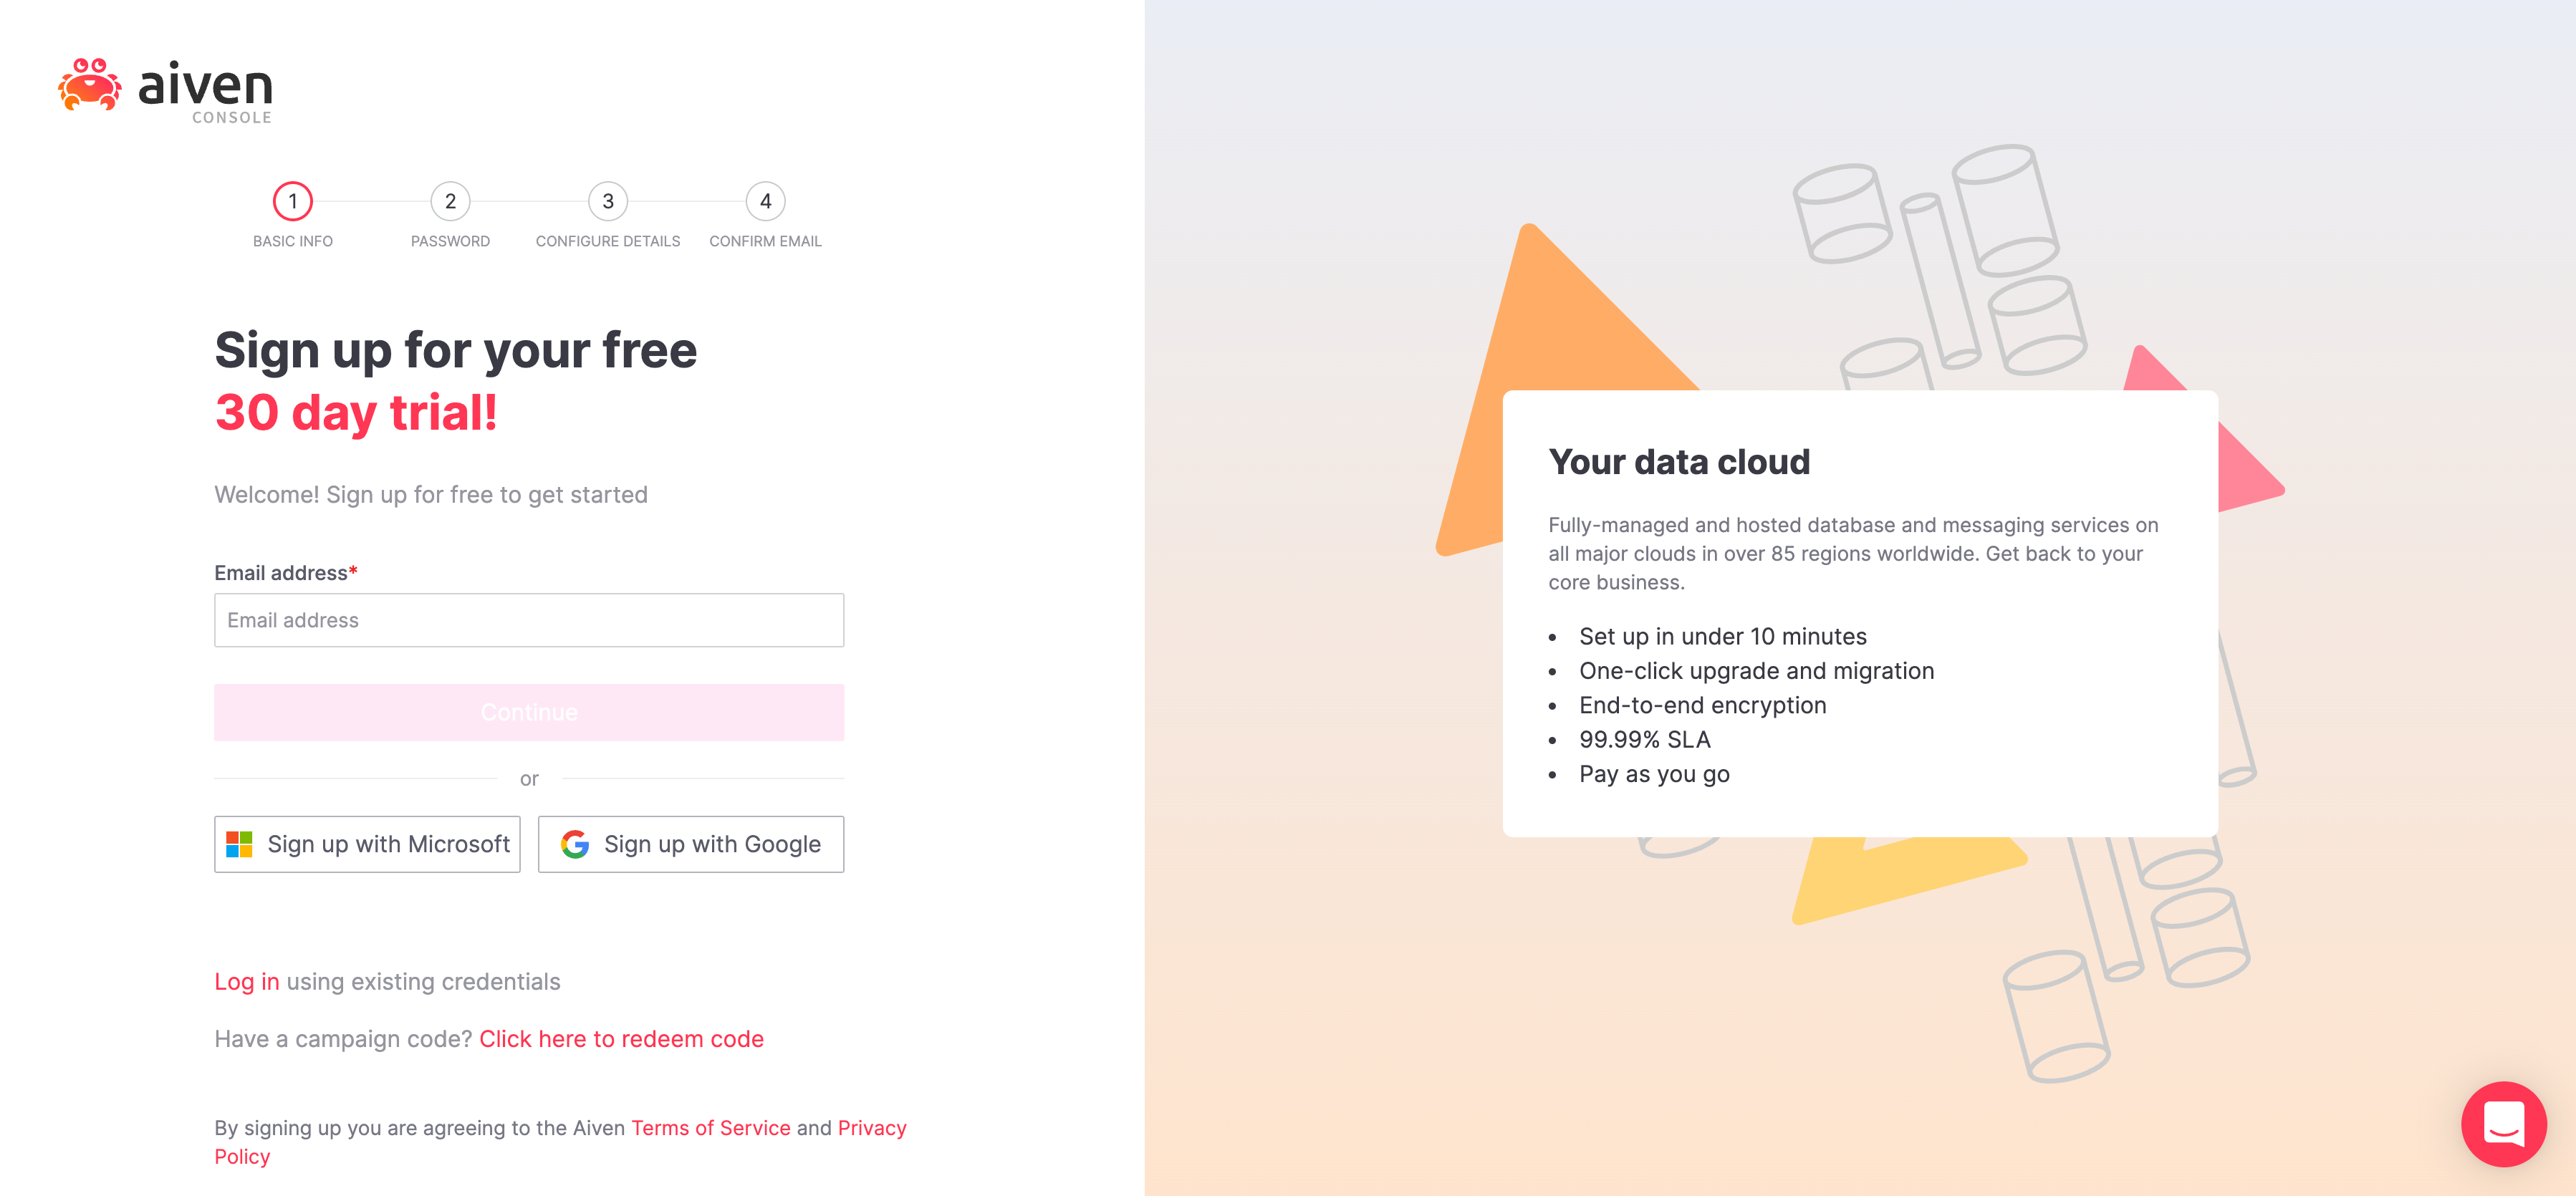 aiven
CONSOLE
1
2
3
4
BASIC INFO
PASSWORD
CONFIGURE DETAILS
CONFIRM EMAIL
Sign up for your free
30 day trial!
Welcome! Sign up for free to get started
Email address*
Email address
Continue
or
Sign up with Microsoft
Sign up with Google
Log in using existing credentials
Have a campaign code? Click here to redeem code
By signing up you are agreeing to the Aiven Terms of Service and Privacy
Policy
Your data cloud
Fully-managed and hosted database and messaging services on
all major clouds in over 85 regions worldwide. Get back to your
core business.
• Set up in under 10 minutes
• One-click upgrade and migration
• End-to-end encryption
• 99.99% SLA
• Pay as you go